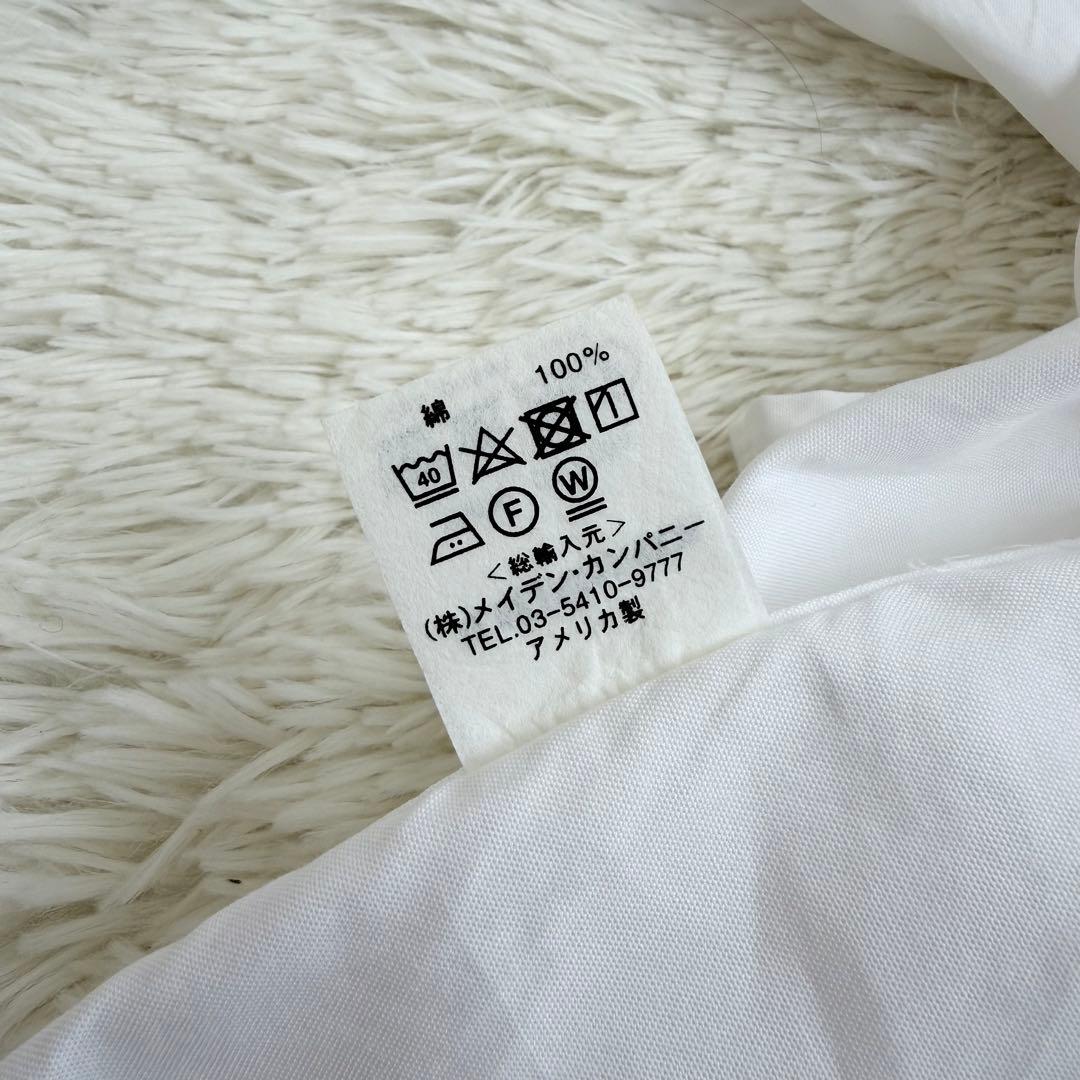 綿 100%
40
F W
<総輸入元>
(株)メイデン・カンパニー
TEL.03-5410-9777
アメリカ製